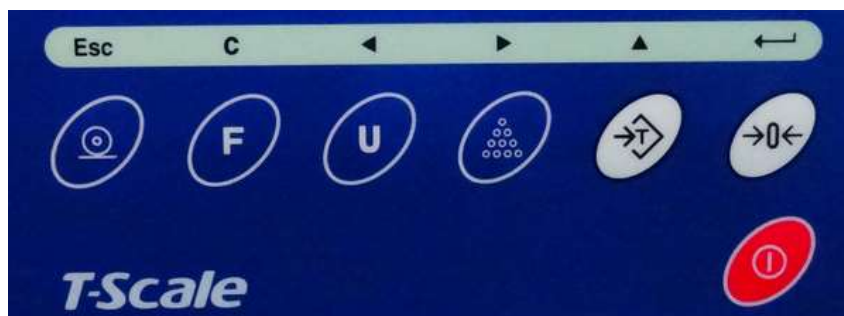 Esc C ◀ ▶ ▲ ↵
F U →T →0←
T-Scale